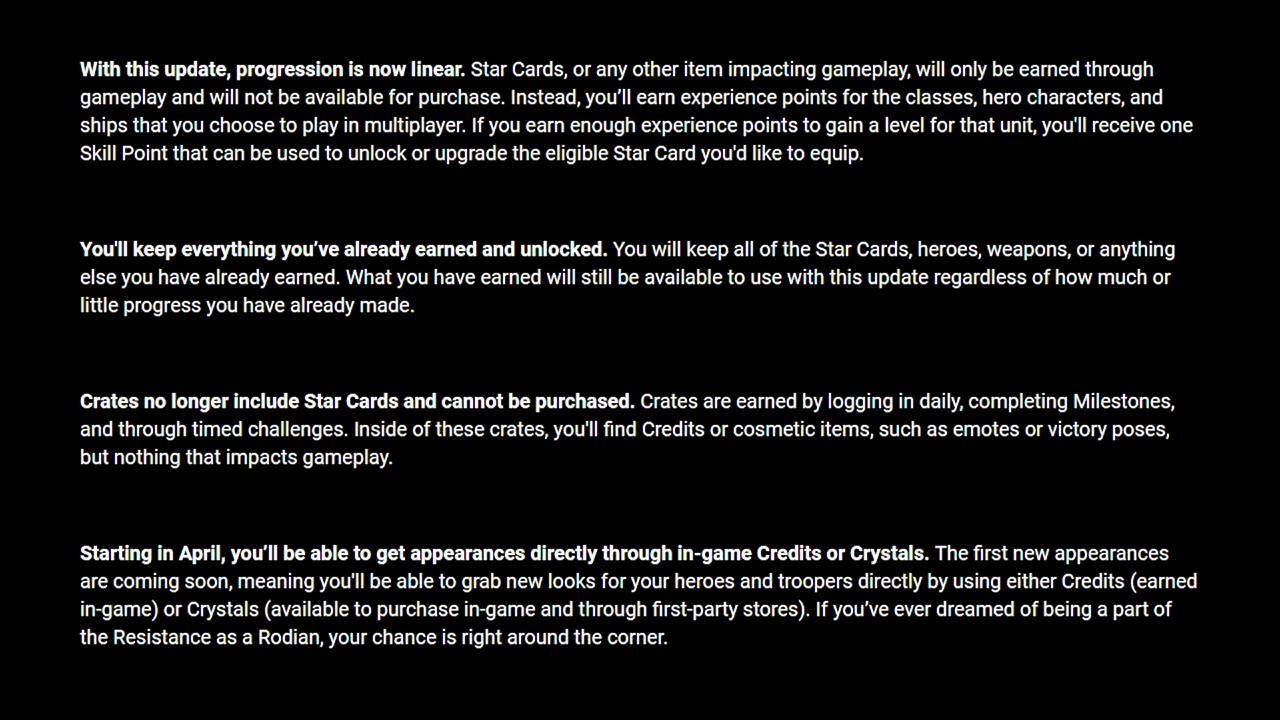 With this update, progression is now linear. Star Cards, or any other item impacting gameplay, will only be earned through
gameplay and will not be available for purchase. Instead, you’ll earn experience points for the classes, hero characters, and
ships that you choose to play in multiplayer. If you earn enough experience points to gain a level for that unit, you'll receive one
Skill Point that can be used to unlock or upgrade the eligible Star Card you'd like to equip.
You'll keep everything you’ve already earned and unlocked. You will keep all of the Star Cards, heroes, weapons, or anything
else you have already earned. What you have earned will still be available to use with this update regardless of how much or
little progress you have already made.
Crates no longer include Star Cards and cannot be purchased. Crates are earned by logging in daily, completing Milestones,
and through timed challenges. Inside of these crates, you'll find Credits or cosmetic items, such as emotes or victory poses,
but nothing that impacts gameplay.
Starting in April, you’ll be able to get appearances directly through in-game Credits or Crystals. The first new appearances
are coming soon, meaning you'll be able to grab new looks for your heroes and troopers directly by using either Credits (earned
in-game) or Crystals (available to purchase in-game and through first-party stores). If you’ve ever dreamed of being a part of
the Resistance as a Rodian, your chance is right around the corner.